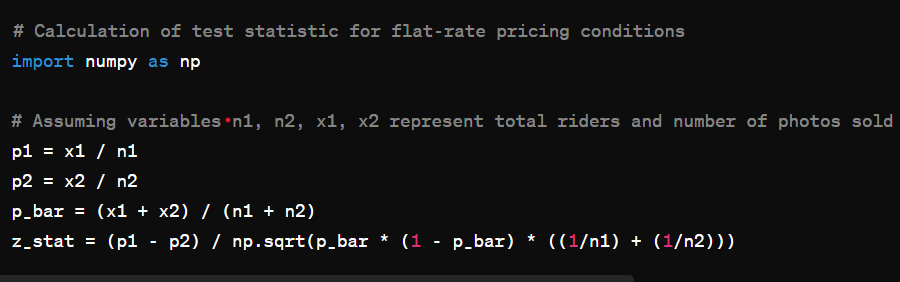 # Calculation of test statistic for flat-rate pricing conditions
import numpy as np
# Assuming variables•n1, n2, x1, x2 represent total riders and number of photos sold
p1 = x1 / n1
p2 = x2 / n2
p_bar = (x1 + x2) / (n1 + n2)
z_stat = (p1 - p2) / np.sqrt(p_bar * (1 - p_bar) * ((1/n1) + (1/n2)))